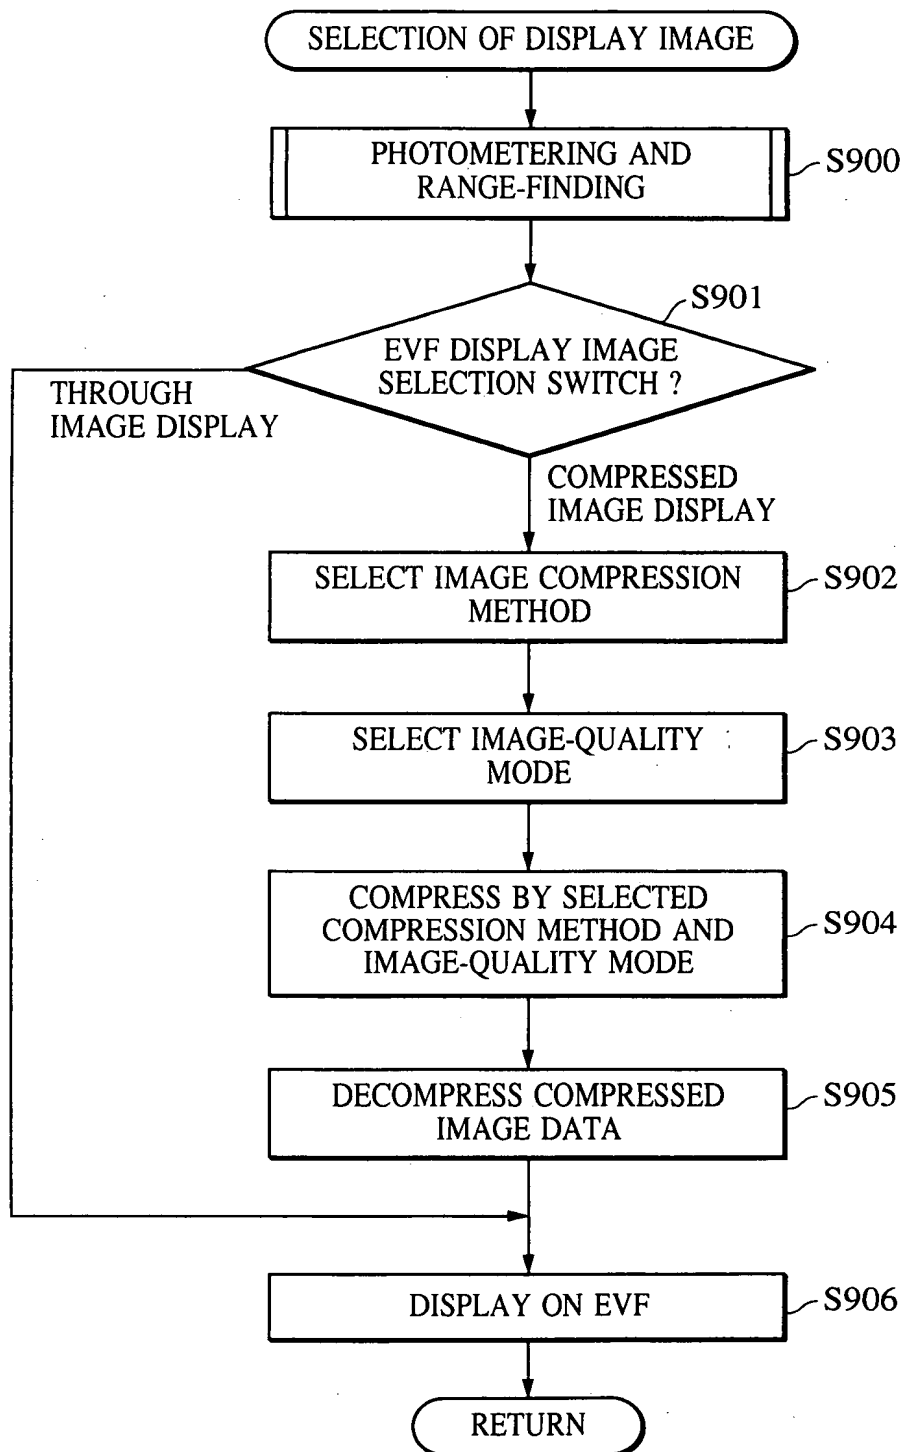 SELECTION OF DISPLAY IMAGE
PHOTOMETERING AND
RANGE-FINDING
S900
S901
EVF DISPLAY IMAGE
SELECTION SWITCH ?
THROUGH
IMAGE DISPLAY
COMPRESSED
IMAGE DISPLAY
SELECT IMAGE COMPRESSION
METHOD
S902
SELECT IMAGE-QUALITY
MODE
S903
COMPRESS BY SELECTED
COMPRESSION METHOD AND
IMAGE-QUALITY MODE
S904
DECOMPRESS COMPRESSED
IMAGE DATA
S905
DISPLAY ON EVF
S906
RETURN